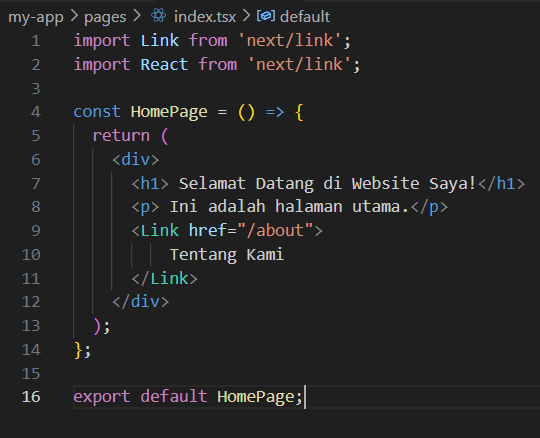 my-app > pages > index.tsx > default
1 import Link from 'next/link';
2 import React from 'next/link';
3
4 const HomePage = () => {
5   return (
6     <div>
7       <h1> Selamat Datang di Website Saya!</h1>
8       <p> Ini adalah halaman utama.</p>
9       <Link href="/about">
10           Tentang Kami
11       </Link>
12     </div>
13   );
14 };
15
16 export default HomePage;